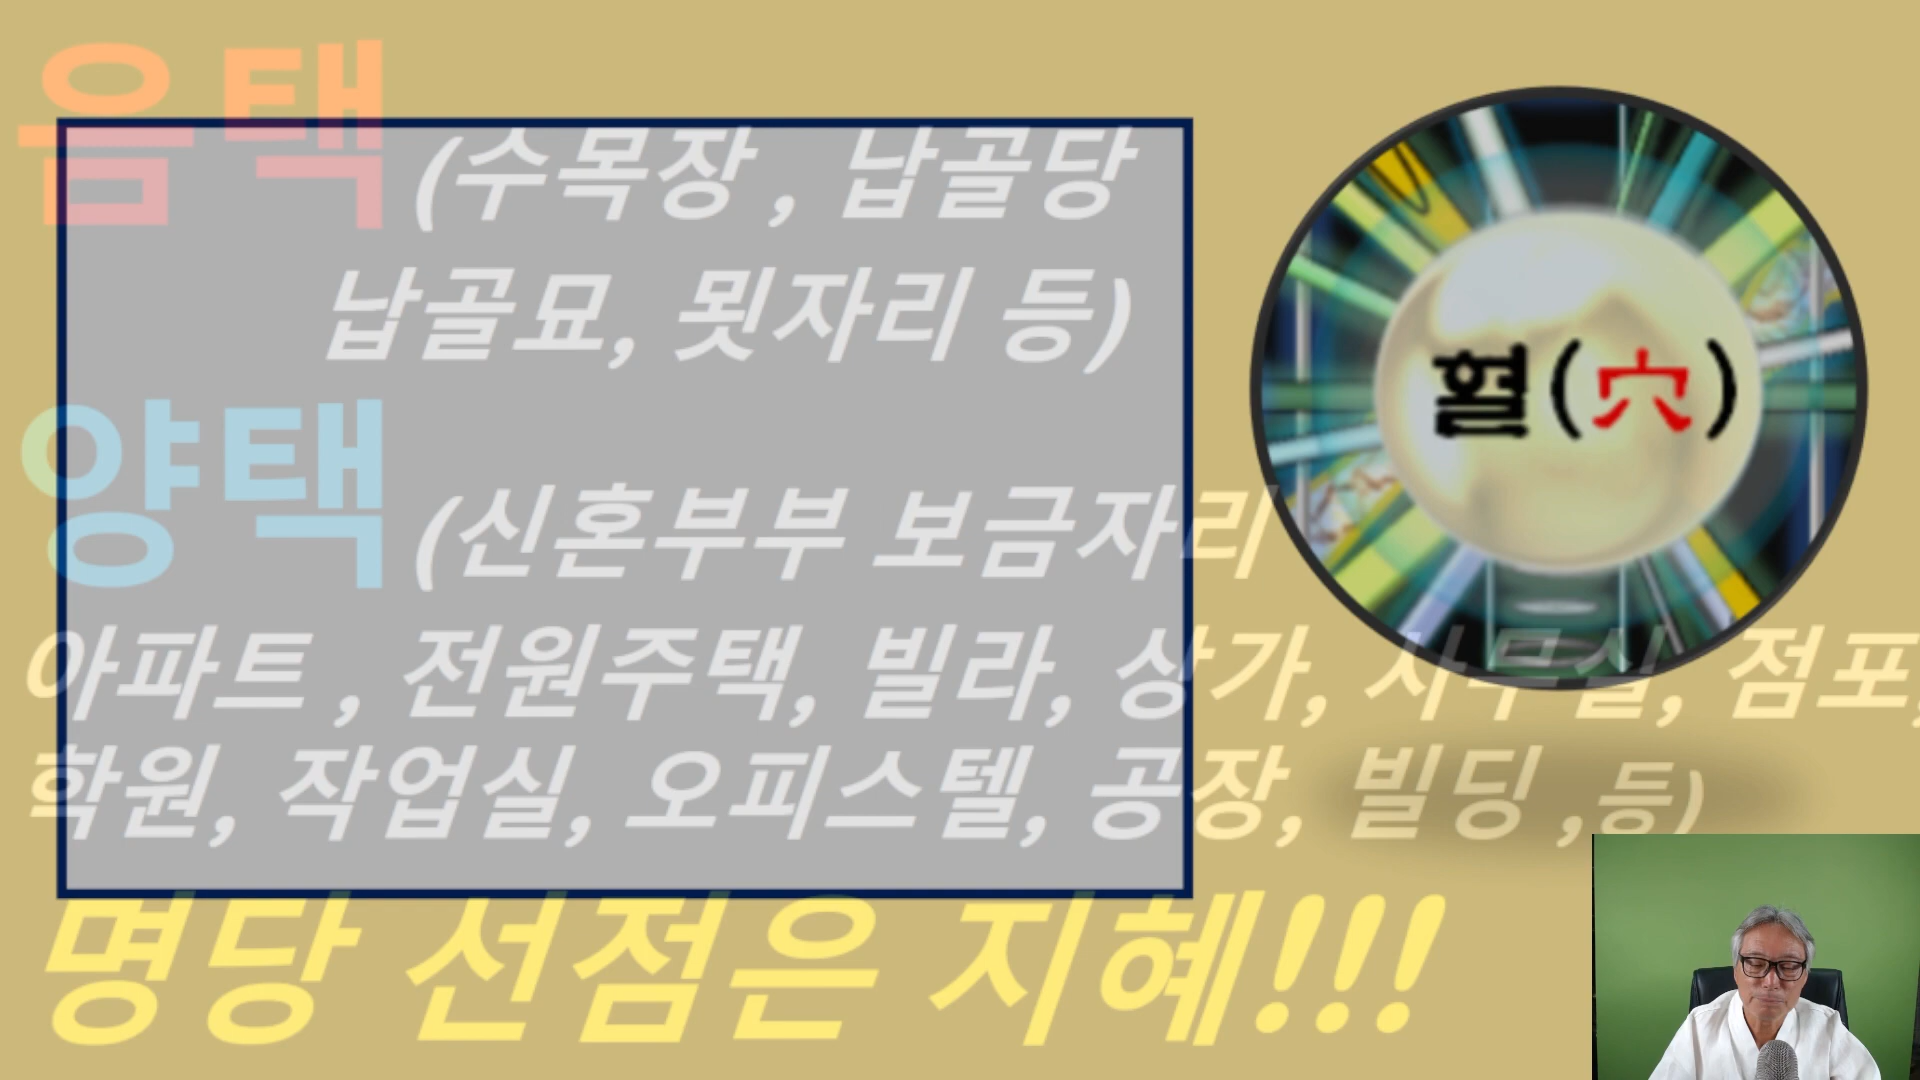 음택 (수목장 , 납골당
납골묘, 묏자리 등)
혈(穴)
양택 (신혼부부 보금자리
아파트 , 전원주택, 빌라, 상가, 사무실, 점포,
학원, 작업실, 오피스텔, 공장, 빌딩 ,등)
명당 선점은 지혜!!!